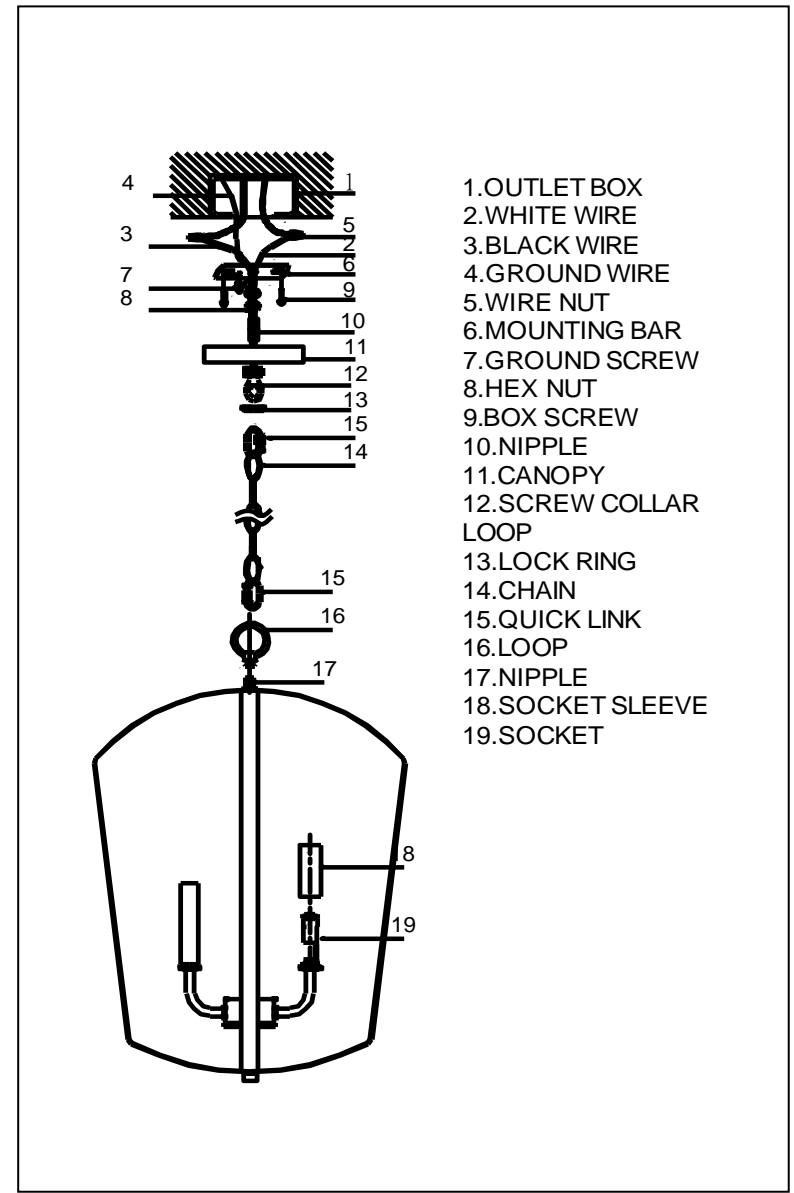 4
1
3
5
2
6
7
8
9
10
11
12
13
15
14
15
16
17
18
19
1.OUTLET BOX
2.WHITE WIRE
3.BLACK WIRE
4.GROUND WIRE
5.WIRE NUT
6.MOUNTING BAR
7.GROUND SCREW
8.HEX NUT
9.BOX SCREW
10.NIPPLE
11.CANOPY
12.SCREW COLLAR
LOOP
13.LOCK RING
14.CHAIN
15.QUICK LINK
16.LOOP
17.NIPPLE
18.SOCKET SLEEVE
19.SOCKET